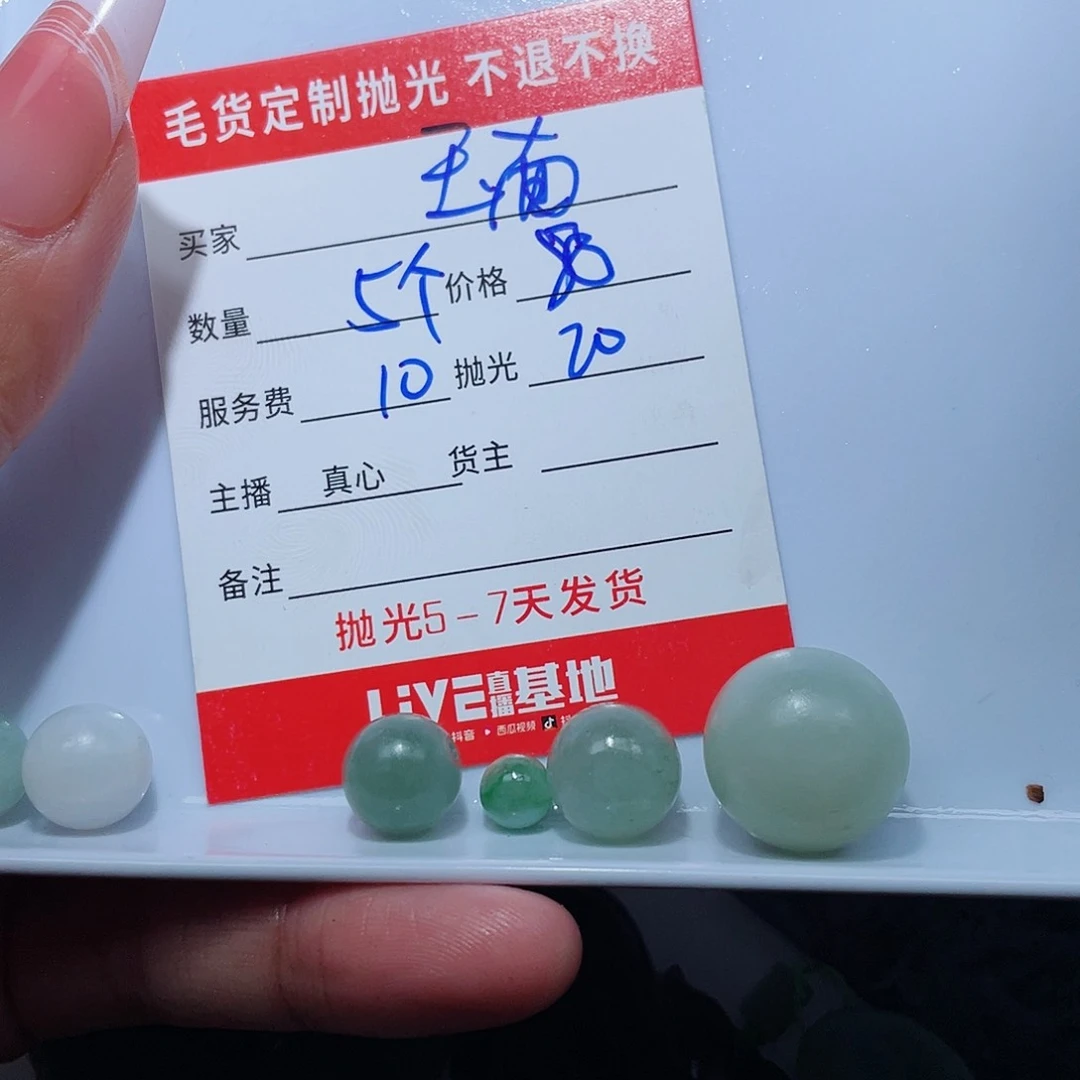 毛货定制抛光 不退不换
买家 王
数量 5个 价格
服务费 10 抛光 20
主播 真心 货主
备注
抛光5-7天发货
LiVE直播基地
抖音 西瓜视频 抖